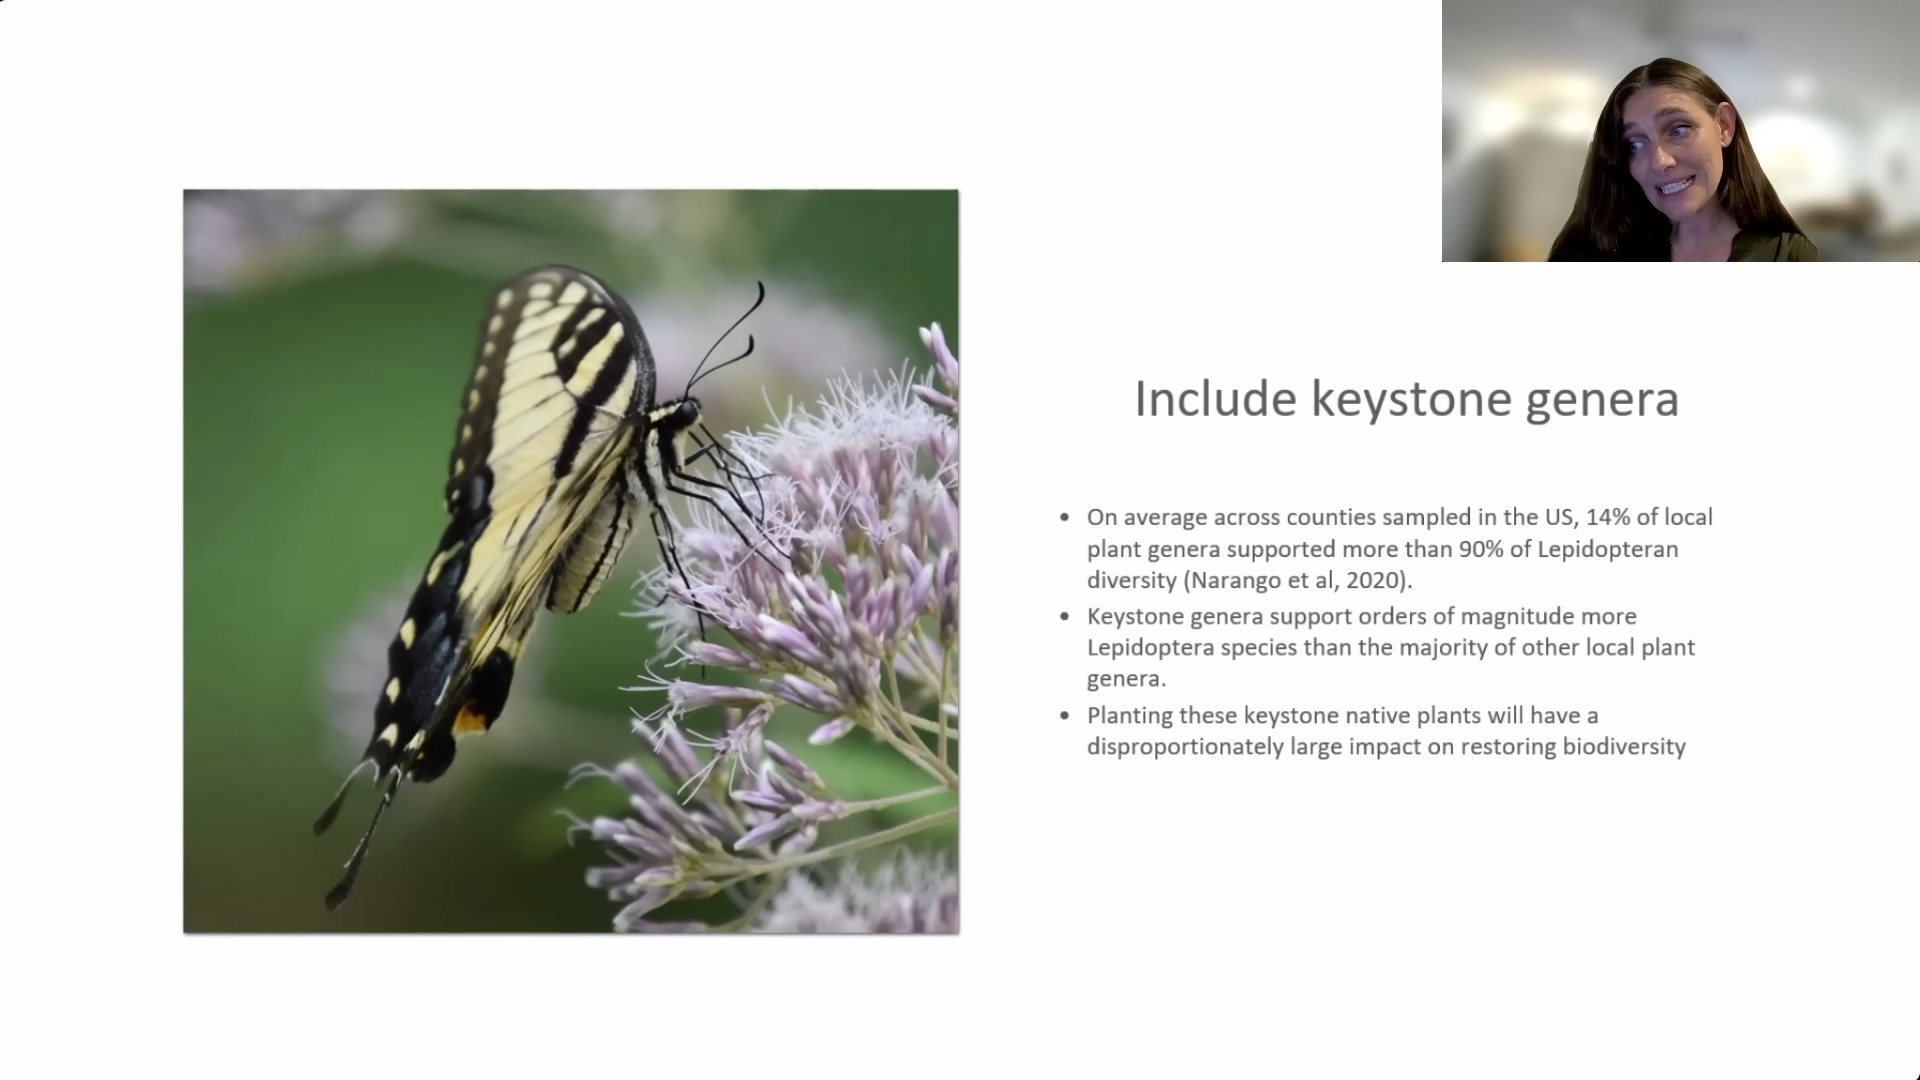 Include keystone genera
• On average across counties sampled in the US, 14% of local
plant genera supported more than 90% of Lepidopteran
diversity (Narango et al, 2020).
• Keystone genera support orders of magnitude more
Lepidoptera species than the majority of other local plant
genera.
• Planting these keystone native plants will have a
disproportionately large impact on restoring biodiversity